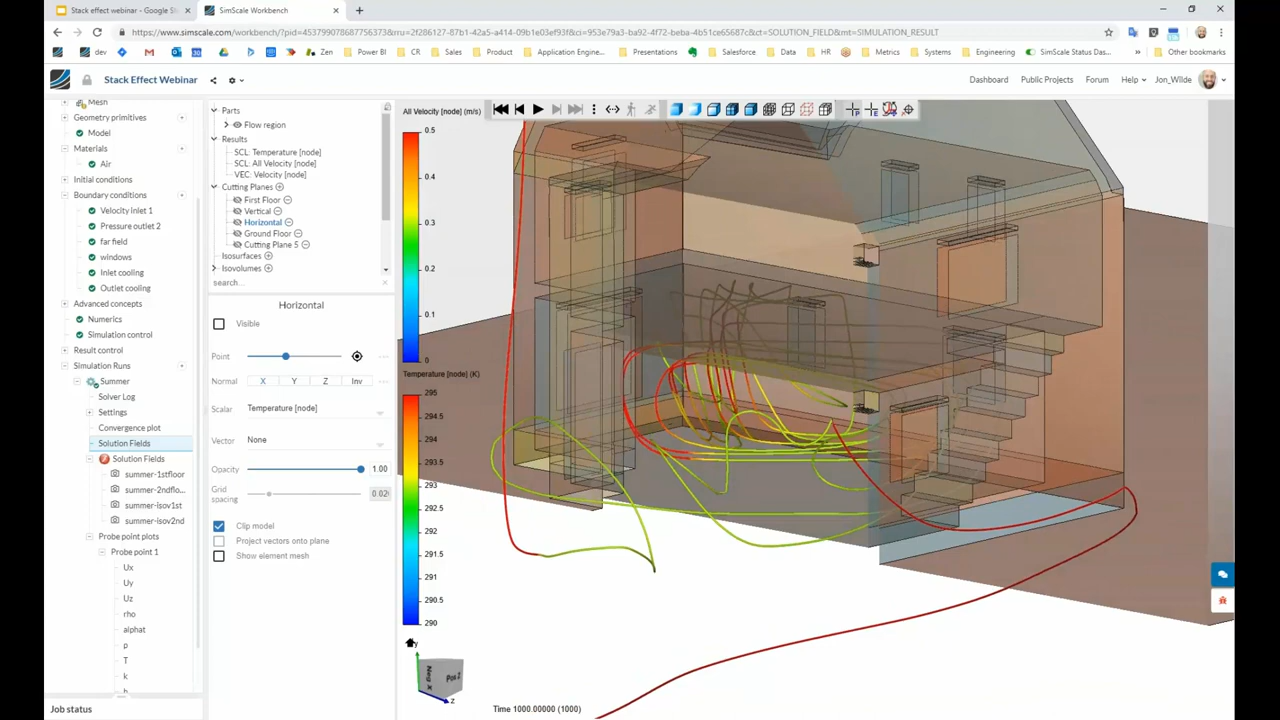 Stack effect webinar - Google S
SimScale Workbench
https://www.simscale.com/workbench/?pid=4537990786877568373&mu=2f286127-87b1-42a5-a414-09b1e03ef93f&ci=953e79a3-ba92-4f72-beba-4b51ce65687c&ct=SOLUTION_FIELD&mt=SIMULATION_RESULT
dev
Zen
Power BI
CR
Sales
Product
Application Engine...
Presentations
Salesforce
Data
HR
Metrics
Systems
Engineering
SimScale Status Das...
Other bookmarks
Stack Effect Webinar
Dashboard
Public Projects
Forum
Help
Jon_Wilde
Mesh
Geometry primitives
Model
Materials
Air
Initial conditions
Boundary conditions
Velocity inlet 1
Pressure outlet 2
far field
windows
Inlet cooling
Outlet cooling
Advanced concepts
Numerics
Simulation control
Result control
Simulation Runs
Summer
Solver Log
Settings
Convergence plot
Solution Fields
Solution Fields
summer-1stfloor
summer-2ndflo...
summer-isov1st
summer-isov2nd
Probe point plots
Probe point 1
Ux
Uy
Uz
rho
alphat
p
T
k
Job status
Parts
Flow region
Results
SCL: Temperature [node]
SCL: All Velocity [node]
VEC: Velocity [node]
Cutting Planes
First Floor
Vertical
Horizontal
Ground Floor
Cutting Plane 5
Isosurfaces
Isovolumes
search...
Horizontal
Visible
Point
Normal
X
Y
Z
Inv
Scalar
Temperature [node]
Vector
None
Opacity
1.00
Grid
spacing
0.02
Clip model
Project vectors onto plane
Show element mesh
All Velocity [node] (m/s)
0.5
0.4
0.3
0.2
0.1
0
Temperature [node] (K)
295
294.5
294
293.5
293
292.5
292
291.5
291
290.5
290
y
Neg X
Pos Z
z
Time 1000.00000 (1000)